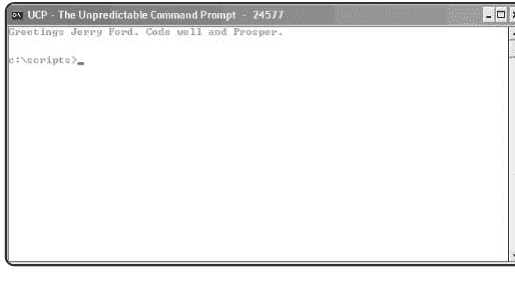 UCP - The Unpredictable Command Prompt - 24577
Greetings Jerry Ford. Code well and Prosper.
c:\scripts>_